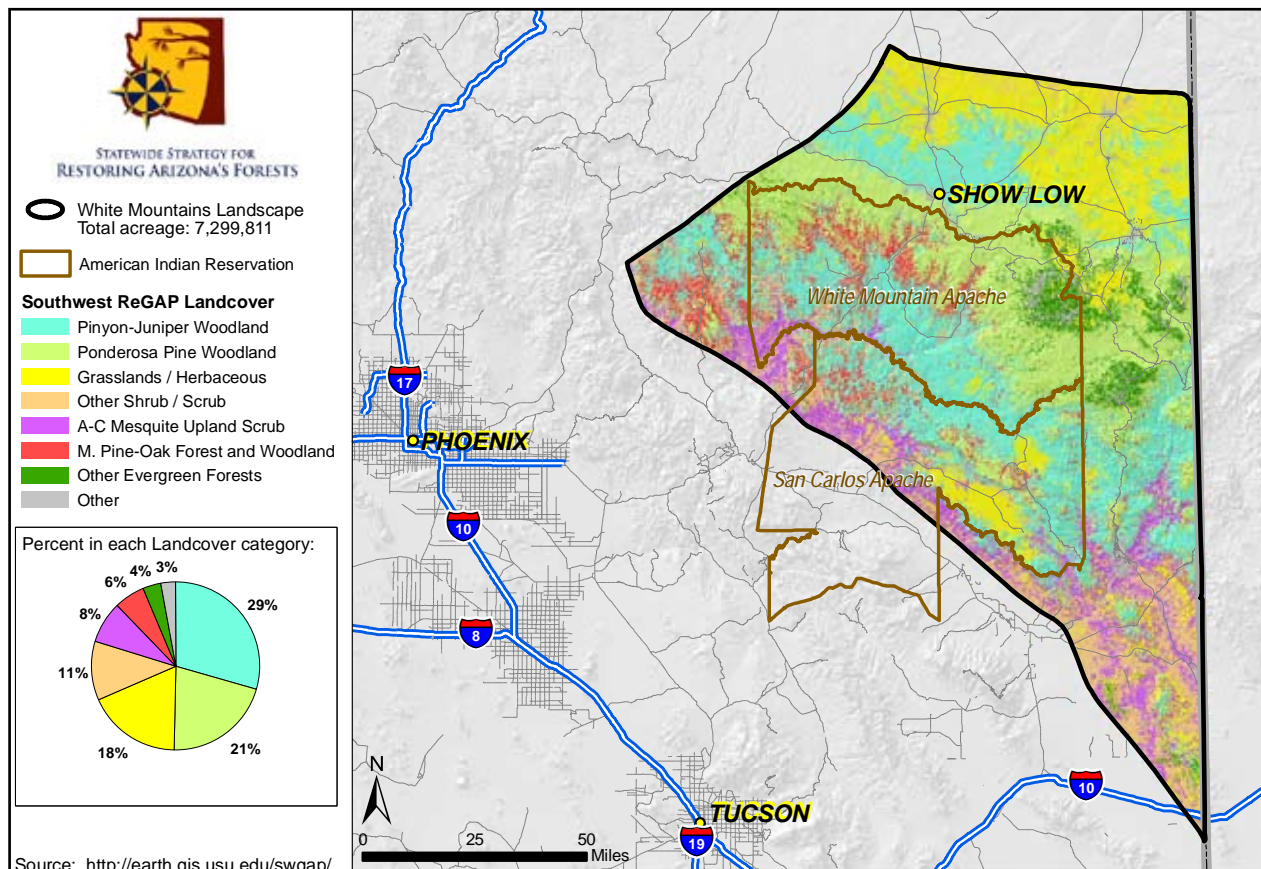 STATEWIDE STRATEGY FOR
RESTORING ARIZONA'S FORESTS
White Mountains Landscape
Total acreage: 7,299,811
American Indian Reservation
Southwest ReGAP Landcover
Pinyon-Juniper Woodland
Ponderosa Pine Woodland
Grasslands / Herbaceous
Other Shrub / Scrub
A-C Mesquite Upland Scrub
M. Pine-Oak Forest and Woodland
Other Evergreen Forests
Other
Percent in each Landcover category:
3%
4%
6%
8%
29%
11%
18%
21%
Source: http://earth.gis.usu.edu/swgap/
SHOW LOW
White Mountain Apache
17
PHOENIX
San Carlos Apache
10
8
10
N
TUCSON
19
0 25 50
Miles